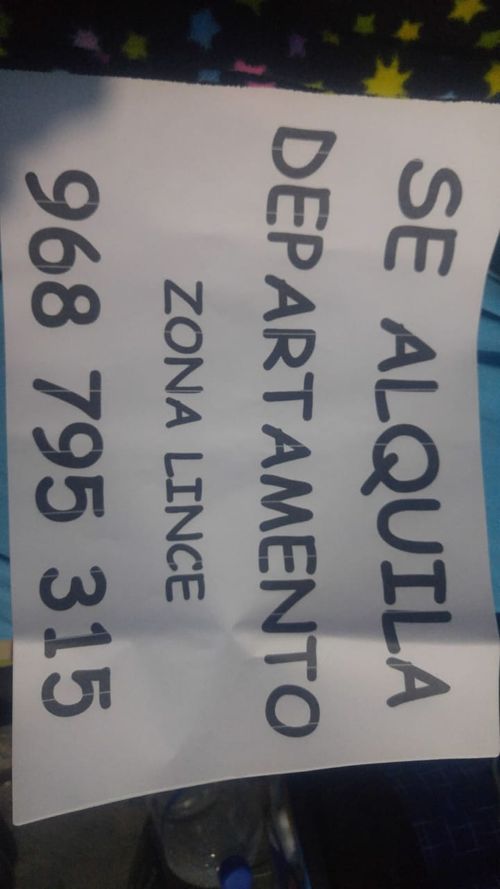 SE ALQUILA
DEPARTAMENTO
ZONA LINCE
968 795 315